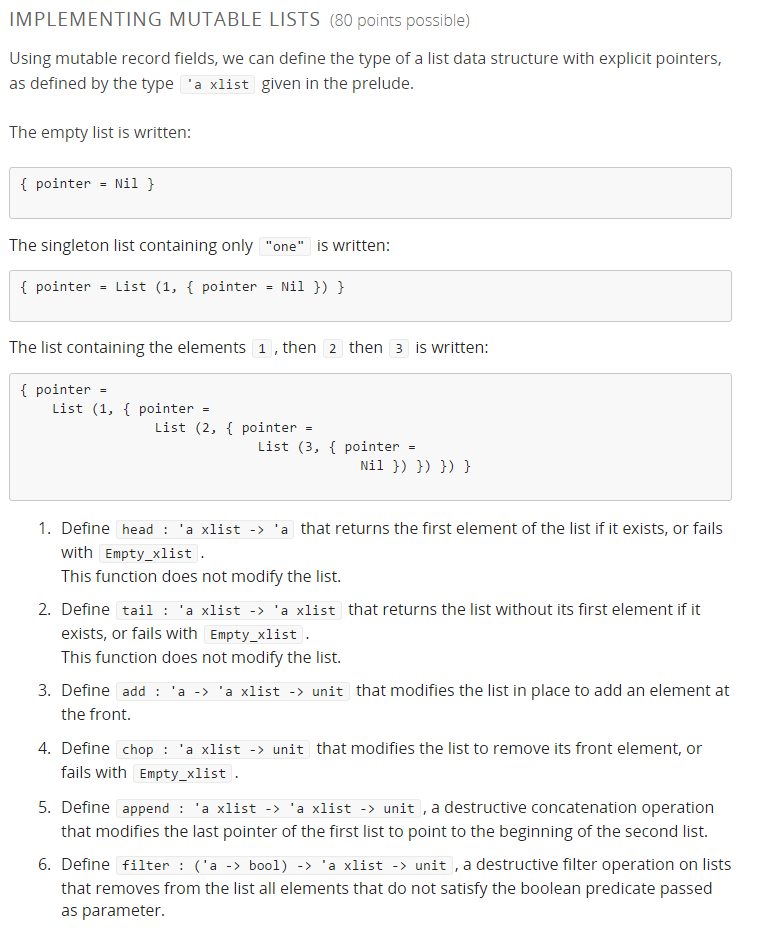 IMPLEMENTING MUTABLE LISTS (80 points possible)
Using mutable record fields, we can define the type of a list data structure with explicit pointers,
as defined by the type 'a xlist given in the prelude.
The empty list is written:
{ pointer = Nil }
The singleton list containing only "one" is written:
{ pointer = List (1, { pointer = Nil }) }
The list containing the elements 1, then 2 then 3 is written:
{ pointer =
List (1, { pointer =
List (2, { pointer =
List (3, { pointer =
Nil }) }) }) }
1. Define head : 'a xlist -> 'a that returns the first element of the list if it exists, or fails
with Empty_xlist.
This function does not modify the list.
2. Define tail : 'a xlist -> 'a xlist that returns the list without its first element if it
exists, or fails with Empty_xlist.
This function does not modify the list.
3. Define add : 'a -> 'a xlist -> unit that modifies the list in place to add an element at
the front.
4. Define chop : 'a xlist -> unit that modifies the list to remove its front element, or
fails with Empty_xlist.
5. Define append : 'a xlist -> 'a xlist -> unit, a destructive concatenation operation
that modifies the last pointer of the first list to point to the beginning of the second list.
6. Define filter : ('a -> bool) -> 'a xlist -> unit, a destructive filter operation on lists
that removes from the list all elements that do not satisfy the boolean predicate passed
as parameter.